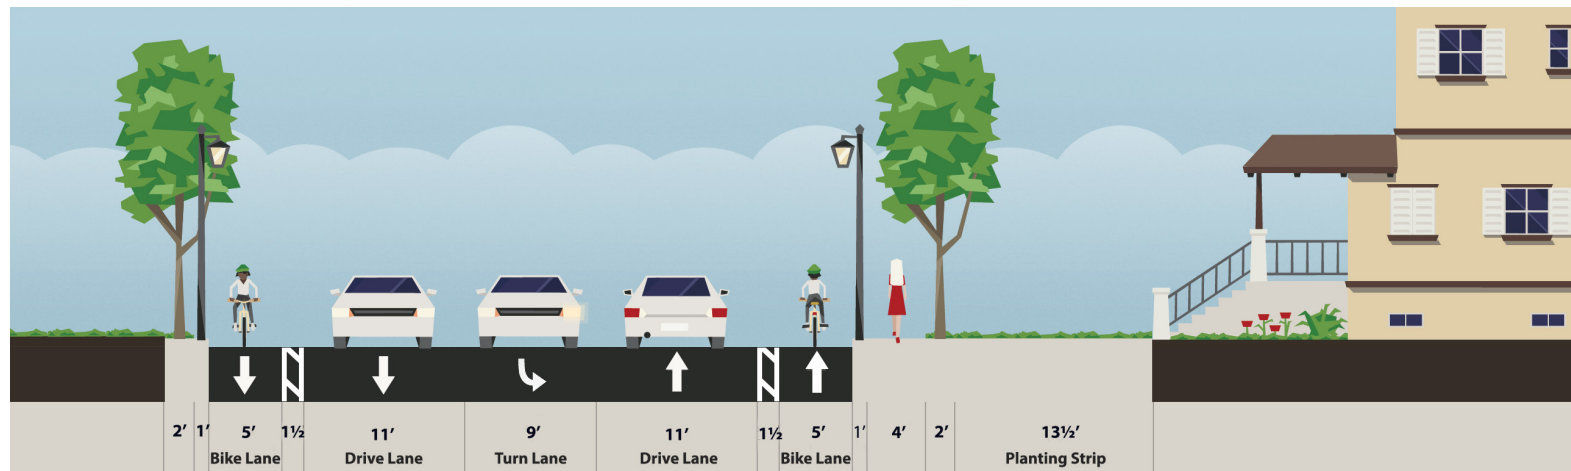 2’ 1’ 5’ 1½ 11’ 9’ 11’ 1½ 5’ 1’ 4’ 2’ 13½’
Bike Lane Drive Lane Turn Lane Drive Lane Bike Lane Planting Strip